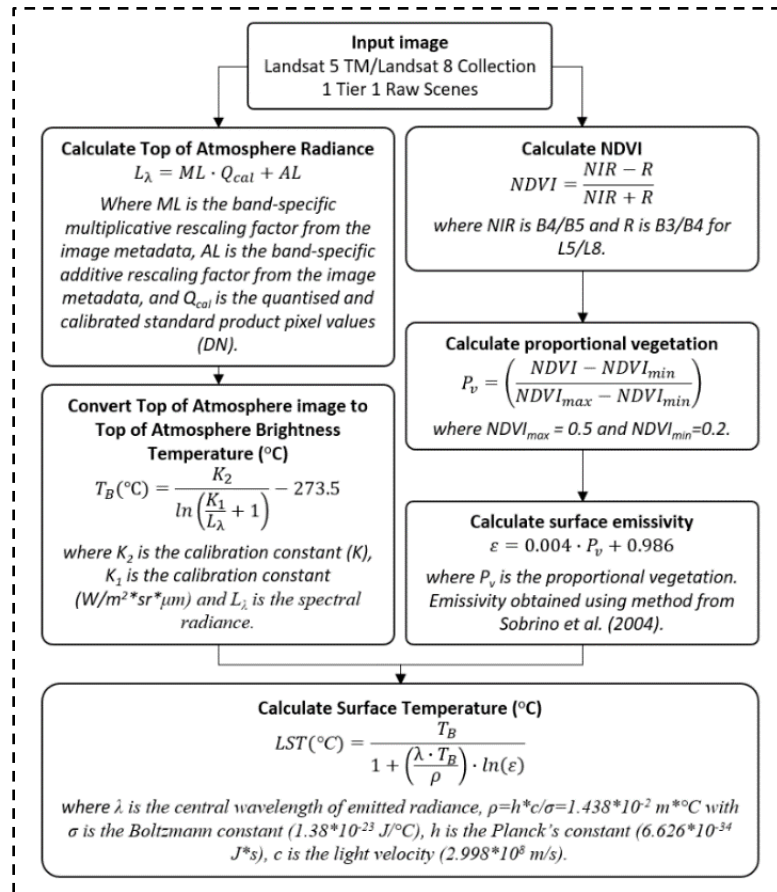 Input image
Landsat 5 TM/Landsat 8 Collection
1 Tier 1 Raw Scenes
Calculate Top of Atmosphere Radiance
L_λ = ML · Q_cal + AL
Where ML is the band-specific
multiplicative rescaling factor from
the image metadata, AL is the band-specific
additive rescaling factor from the image
metadata, and Q_cal is the quantised and
calibrated standard product pixel values
(DN).
Convert Top of Atmosphere image to
Top of Atmosphere Brightness
Temperature (°C)
T_B(°C) = K_2 / ln(K_1/L_λ + 1) − 273.5
where K_2 is the calibration constant (K),
K_1 is the calibration constant
(W/m²*sr*μm) and L_λ is the spectral
radiance.
Calculate NDVI
NDVI = (NIR − R) / (NIR + R)
where NIR is B4/B5 and R is B3/B4 for
L5/L8.
Calculate proportional vegetation
P_v = ((NDVI − NDVI_min) / (NDVI_max − NDVI_min))
where NDVI_max = 0.5 and NDVI_min=0.2.
Calculate surface emissivity
ε = 0.004 · P_v + 0.986
where P_v is the proportional vegetation.
Emissivity obtained using method from
Sobrino et al. (2004).
Calculate Surface Temperature (°C)
LST(°C) = T_B / (1 + (λ · T_B / ρ) · ln(ε))
where λ is the central wavelength of emitted radiance, ρ=h*c/σ=1.438*10⁻² m*°C with
σ is the Boltzmann constant (1.38*10⁻²³ J/°C), h is the Planck's constant (6.626*10⁻³⁴
J*s), c is the light velocity (2.998*10⁸ m/s).